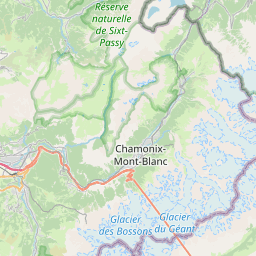 Réserve
naturelle
de Sixt-
Passy
Chamonix-
Mont-Blanc
Glacier
des Bossons
Glacier
du Géant